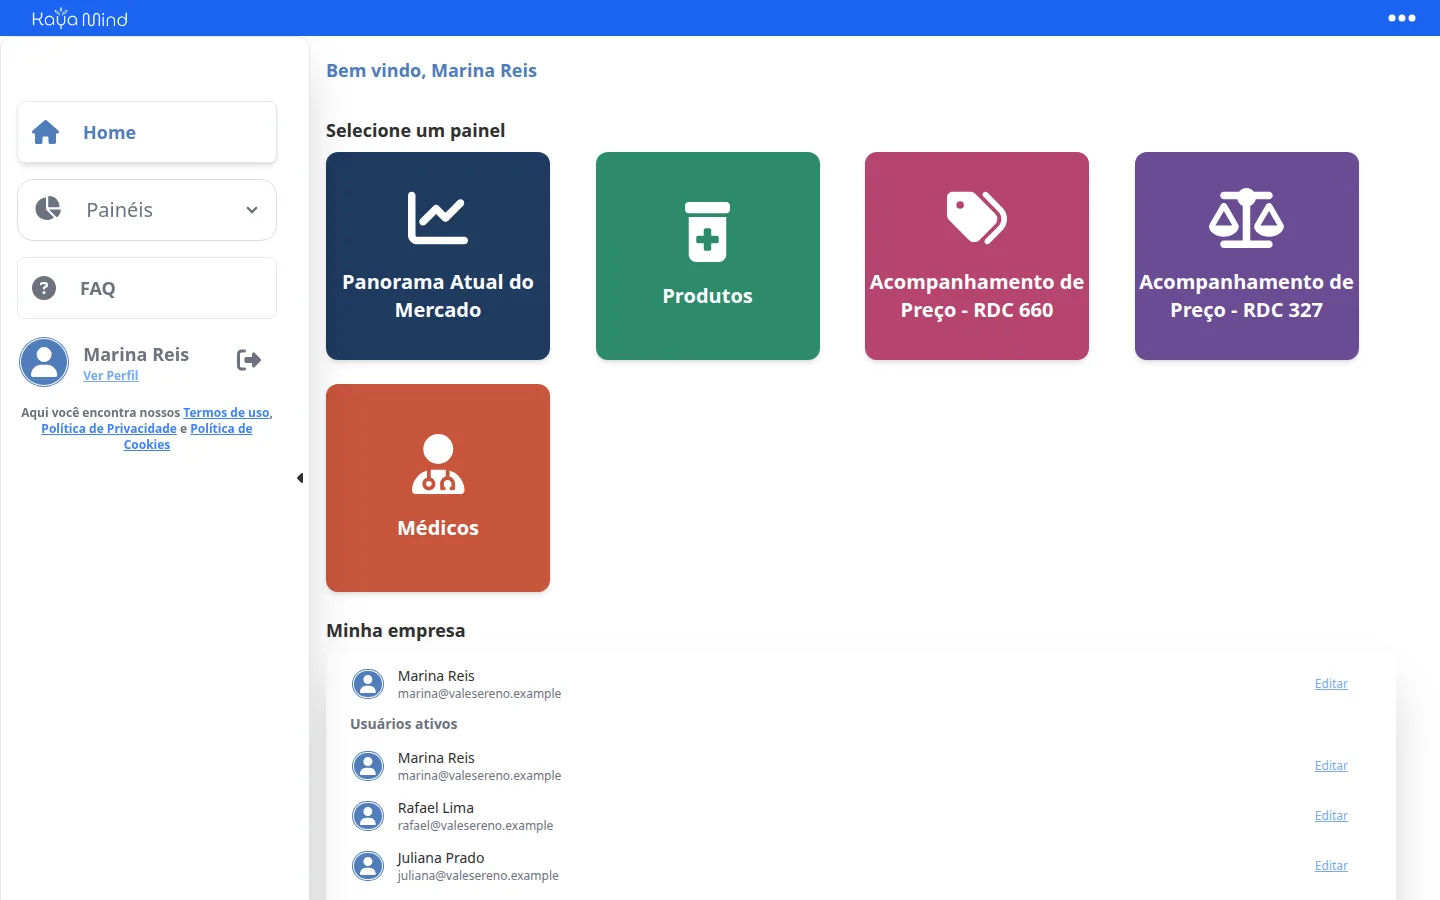 Kaya Mind
Bem vindo, Marina Reis
Home
Painéis
FAQ
Marina Reis
Ver Perfil
Aqui você encontra nossos Termos de uso,
Política de Privacidade e Política de
Cookies
Selecione um painel
Panorama Atual do
Mercado
Produtos
Acompanhamento de
Preço - RDC 660
Acompanhamento de
Preço - RDC 327
Médicos
Minha empresa
Marina Reis
marina@valesereno.example
Editar
Usuários ativos
Marina Reis
marina@valesereno.example
Editar
Rafael Lima
rafael@valesereno.example
Editar
Juliana Prado
juliana@valesereno.example
Editar